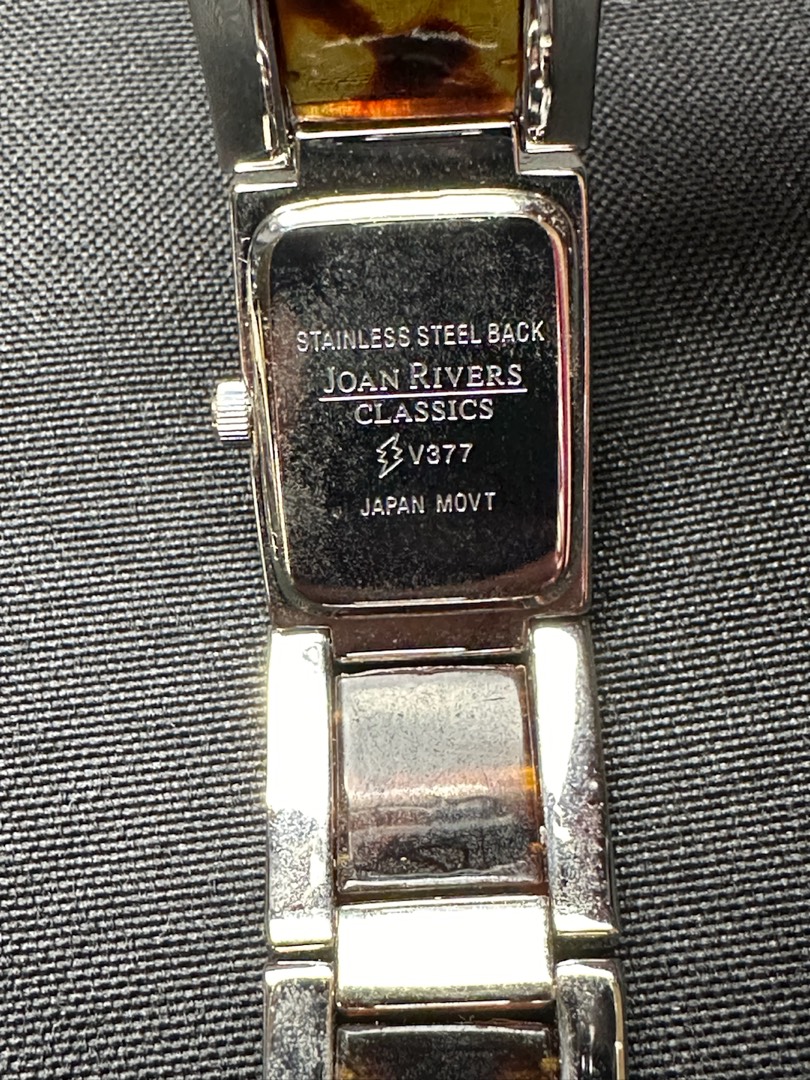 STAINLESS STEEL BACK
JOAN RIVERS
CLASSICS
V377
JAPAN MOVT